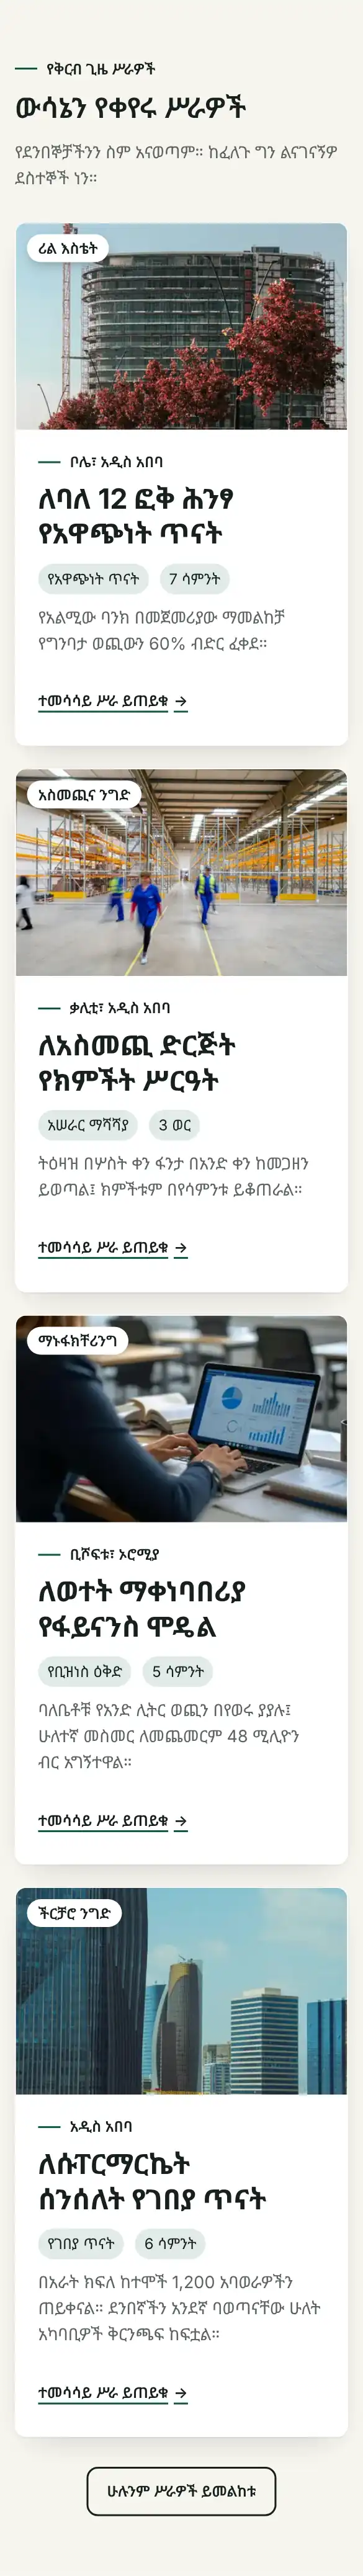 የቅርብ ጊዜ ሥራዎች
ውሳኔን የቀየሩ ሥራዎች
የደንበኞቻችንን ስም አናወጣም። ከፈለጉ ግን ልናገናኝዎ
ደስተኞች ነን።
ሪል እስቴት
ቦሌ፣ አዲስ አበባ
ለባለ 12 ፎቅ ሕንፃ
የአዋጭነት ጥናት
የአዋጭነት ጥናት
7 ሳምንት
የአልሚው ባንክ በመጀመሪያው ማመልከቻ
የግንባታ ወጪውን 60% ብድር ፈቀደ።
ተመሳሳይ ሥራ ይጠይቁ →
አስመጪና ንግድ
ቃሊቲ፣ አዲስ አበባ
ለአስመጪ ድርጅት
የክምችት ሥርዓት
አሠራር ማሻሻያ
3 ወር
ትዕዛዝ በሦስት ቀን ፋንታ በአንድ ቀን ከመጋዘን
ይወጣል፤ ክምችቱም በየሳምንቱ ይቆጠራል።
ተመሳሳይ ሥራ ይጠይቁ →
ማኑፋክቸሪንግ
ቢሾፍቱ፣ ኦሮሚያ
ለወተት ማቀነባበሪያ
የፋይናንስ ሞዴል
የቢዝነስ ዕቅድ
5 ሳምንት
ባለቤቶቹ የአንድ ሊትር ወጪን በየወሩ ያያሉ፤
ሁለተኛ መስመር ለመጨመርም 48 ሚሊዮን
ብር አግኝተዋል።
ተመሳሳይ ሥራ ይጠይቁ →
ችርቻሮ ንግድ
አዲስ አበባ
ለሱፐርማርኬት
ሰንሰለት የገበያ ጥናት
የገበያ ጥናት
6 ሳምንት
በአራት ክፍለ ከተሞች 1,200 አባወራዎችን
ጠይቀናል። ደንበኛችን አንደኛ ባወጣናቸው ሁለት
አካባቢዎች ቅርንጫፍ ከፍቷል።
ተመሳሳይ ሥራ ይጠይቁ →
ሁሉንም ሥራዎች ይመልከቱ